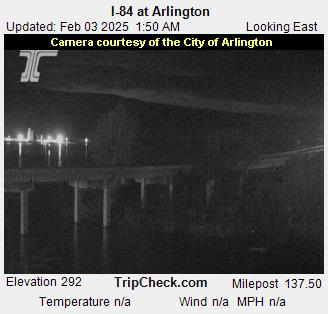 I-84 at Arlington
Updated: Feb 03 2025 1:50 AM Looking East
Camera courtesy of the City of Arlington
Elevation 292 TripCheck.com Milepost 137.50
Temperature n/a Wind n/a MPH n/a